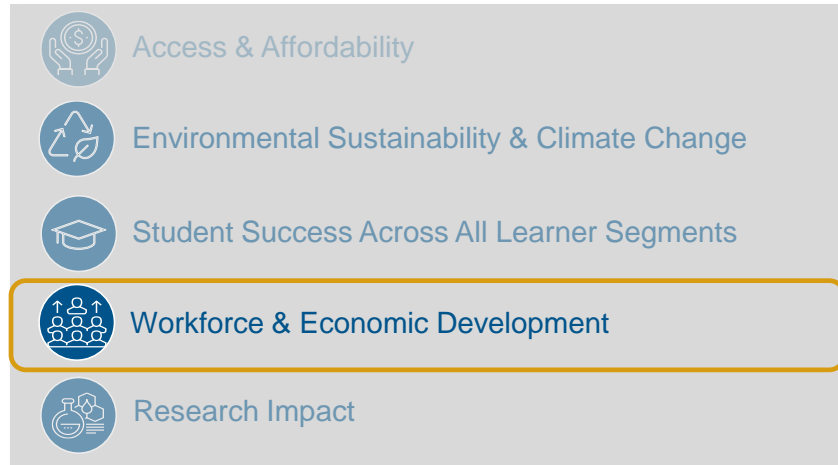 Access & Affordability
Environmental Sustainability & Climate Change
Student Success Across All Learner Segments
Workforce & Economic Development
Research Impact